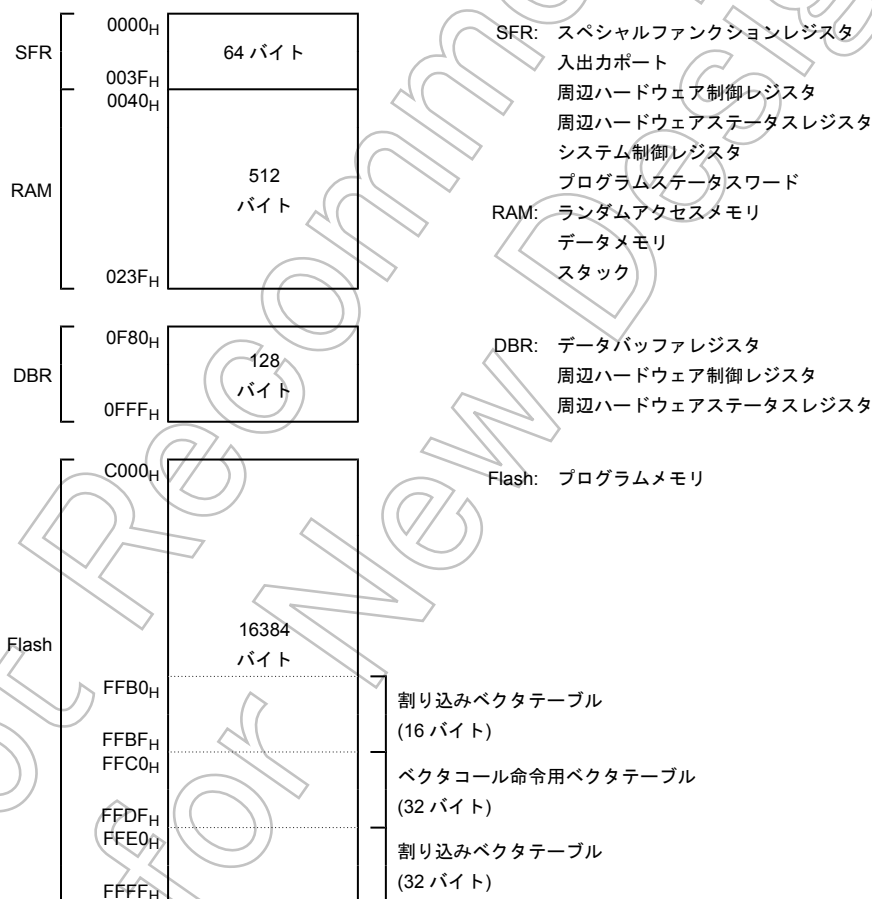 SFR
0000H
003FH
64 バイト
SFR: スペシャルファンクションレジスタ
入出力ポート
周辺ハードウェア制御レジスタ
周辺ハードウェアステータスレジスタ
システム制御レジスタ
プログラムステータスワード
RAM
0040H
023FH
512
バイト
RAM: ランダムアクセスメモリ
データメモリ
スタック
DBR
0F80H
0FFFH
128
バイト
DBR: データバッファレジスタ
周辺ハードウェア制御レジスタ
周辺ハードウェアステータスレジスタ
Flash
C000H
16384
バイト
Flash: プログラムメモリ
FFB0H
FFBFH
割り込みベクタテーブル
(16 バイト)
FFC0H
FFDFH
ベクタコール命令用ベクタテーブル
(32 バイト)
FFE0H
FFFFH
割り込みベクタテーブル
(32 バイト)